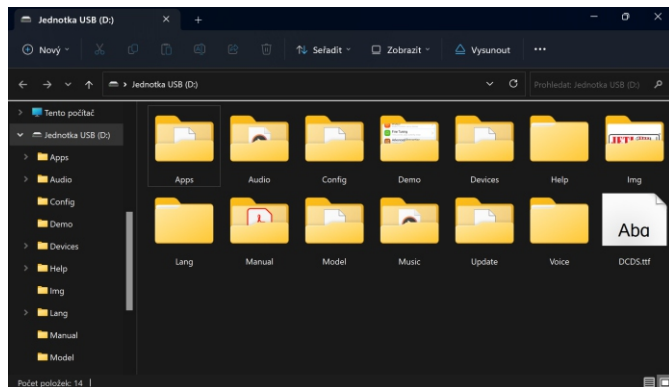 Jednotka USB (D:)
Nový
Seřadit
Zobrazit
Vysunout
Jednotka USB (D:)
Prohledat: Jednotka USB (D:)
Tento počítač
Jednotka USB (D:)
Apps
Audio
Config
Demo
Devices
Help
Img
Lang
Manual
Model
Apps
Audio
Config
Demo
Devices
Help
Img
Aba
Lang
Manual
Model
Music
Update
Voice
DCDS.ttf
Počet položek: 14